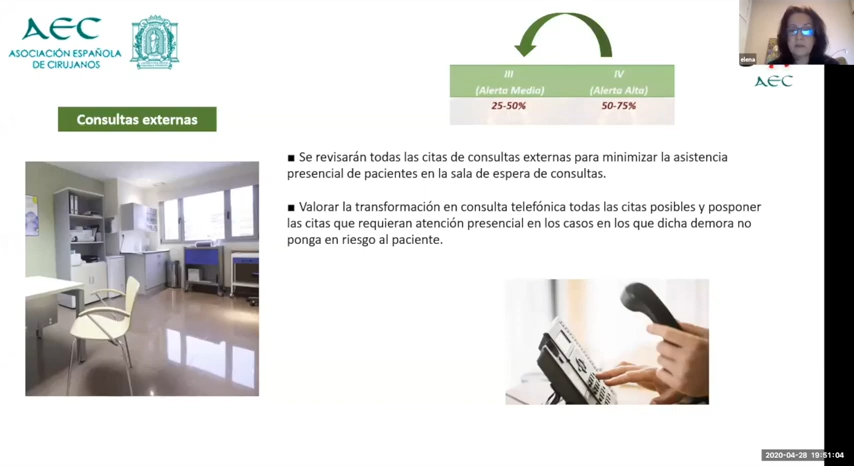 AEC
ASOCIACIÓN ESPAÑOLA
DE CIRUJANOS
elena
AEC
III
IV
(Alerta Media)
(Alerta Alta)
25-50%
50-75%
Consultas externas
▪ Se revisarán todas las citas de consultas externas para minimizar la asistencia
presencial de pacientes en la sala de espera de consultas.
▪ Valorar la transformación en consulta telefónica todas las citas posibles y posponer
las citas que requieran atención presencial en los casos en los que dicha demora no
ponga en riesgo al paciente.
2020-04-28 19:51:04